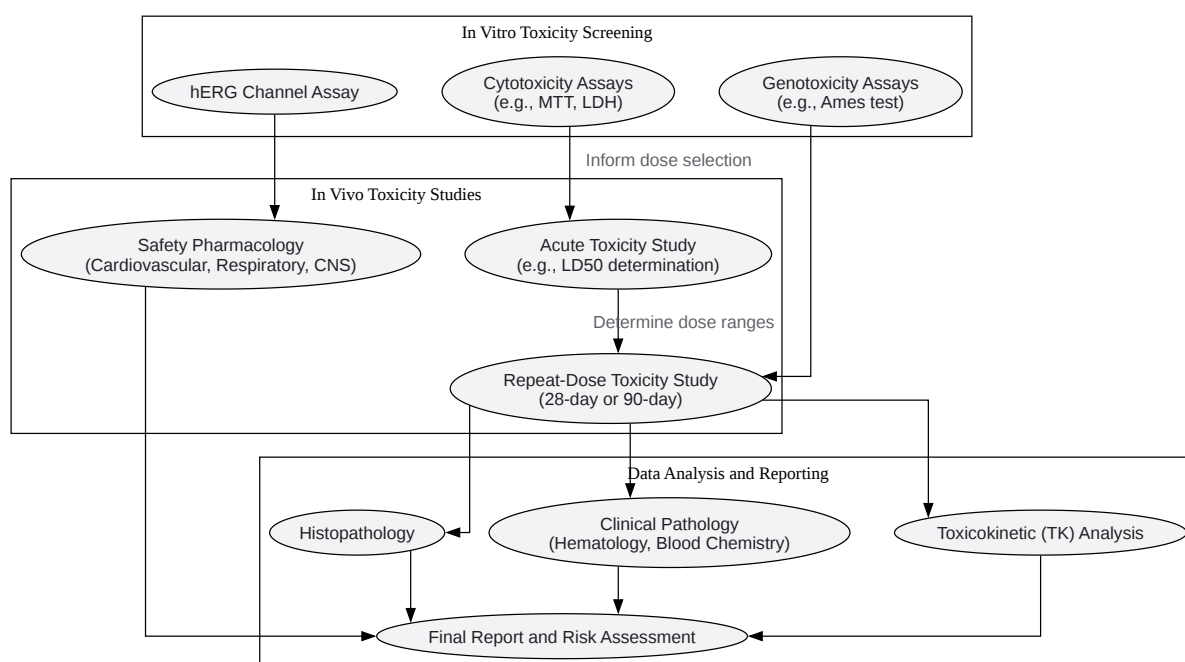 In Vitro Toxicity Screening
hERG Channel Assay
Cytotoxicity Assays
(e.g., MTT, LDH)
Genotoxicity Assays
(e.g., Ames test)
Inform dose selection
In Vivo Toxicity Studies
Safety Pharmacology
(Cardiovascular, Respiratory, CNS)
Acute Toxicity Study
(e.g., LD50 determination)
Determine dose ranges
Repeat-Dose Toxicity Study
(28-day or 90-day)
Data Analysis and Reporting
Histopathology
Clinical Pathology
(Hematology, Blood Chemistry)
Toxicokinetic (TK) Analysis
Final Report and Risk Assessment